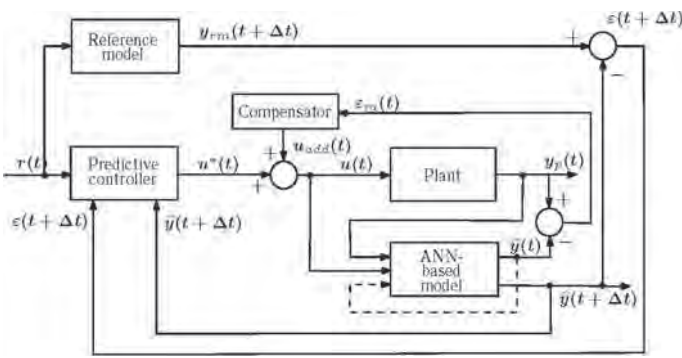 ε(t + Δt)
y_rm(t + Δt)
Reference
model
+
−
Compensator
ε_m(t)
u_add(t)
r(t)
Predictive
controller
u*(t)
+
+
u(t)
Plant
y_p(t)
+
ε(t + Δt)
ŷ(t + Δt)
ANN-
based
model
ŷ(t)
−
ŷ(t + Δt)